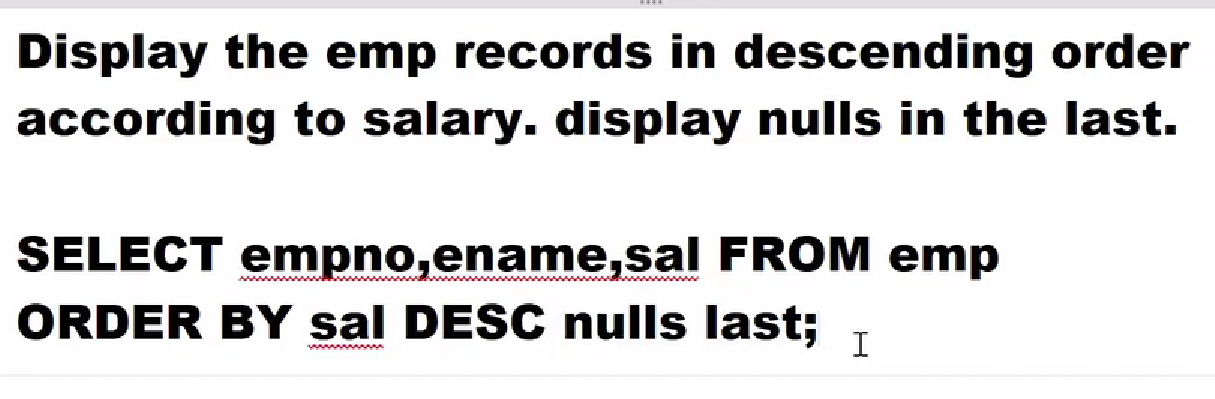 Display the emp records in descending order
according to salary. display nulls in the last.
SELECT empno,ename,sal FROM emp
ORDER BY sal DESC nulls last;